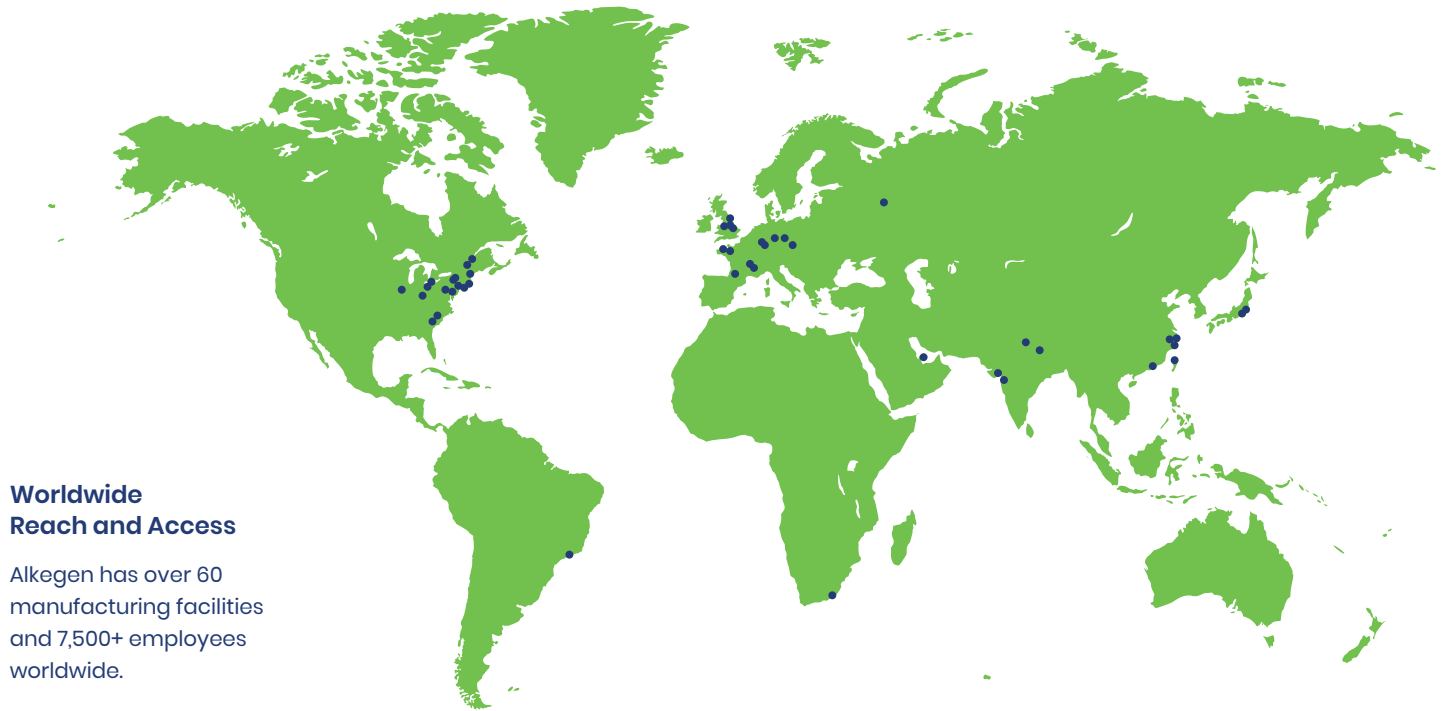 Worldwide
Reach and Access
Alkegen has over 60
manufacturing facilities
and 7,500+ employees
worldwide.